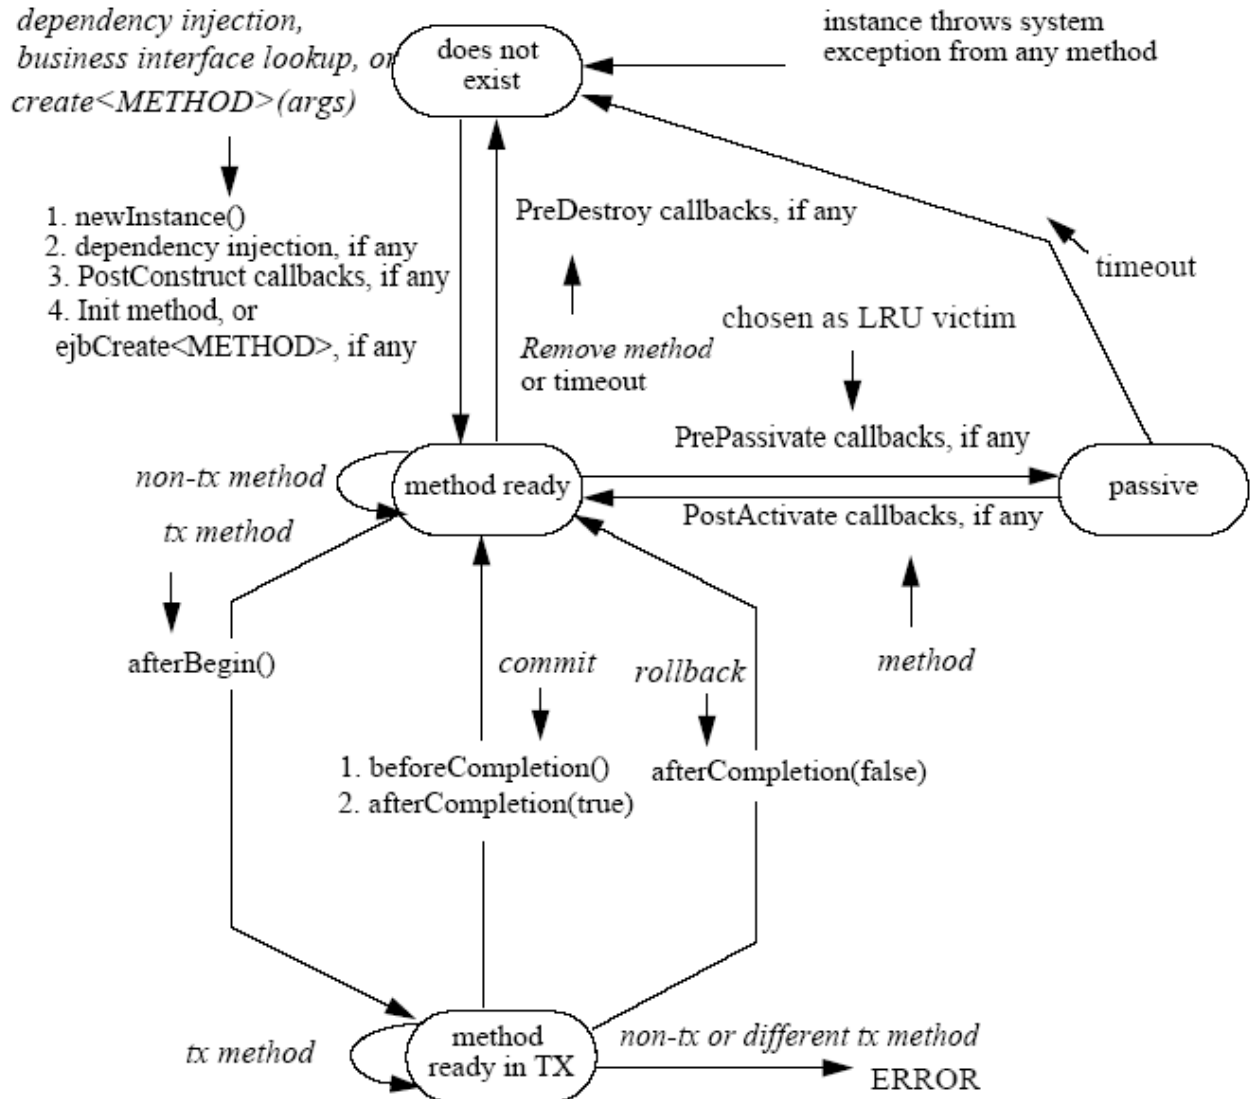 dependency injection,
business interface lookup, or
create<METHOD>(args)
does not
exist
instance throws system
exception from any method
1. newInstance()
2. dependency injection, if any
3. PostConstruct callbacks, if any
4. Init method, or
ejbCreate<METHOD>, if any
PreDestroy callbacks, if any
Remove method
or timeout
timeout
chosen as LRU victim
PrePassivate callbacks, if any
non-tx method
method ready
passive
PostActivate callbacks, if any
tx method
afterBegin()
commit
rollback
method
1. beforeCompletion()
2. afterCompletion(true)
afterCompletion(false)
tx method
method
ready in TX
non-tx or different tx method
ERROR